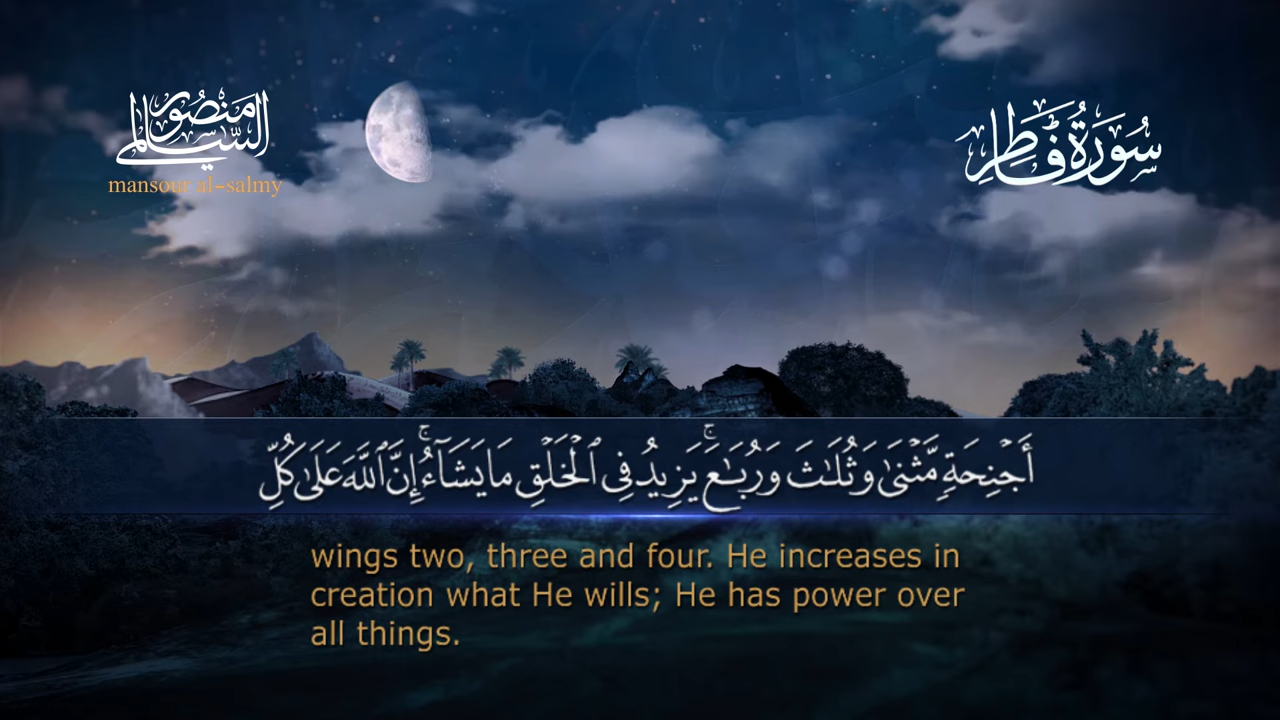 منصور السالمي
mansour al-salmy
سُورَةُ فَاطِرٍ
أَجْنِحَةٍ مَّثْنَىٰ وَثُلَٰثَ وَرُبَٰعَ ۚ يَزِيدُ فِى ٱلْخَلْقِ مَا يَشَآءُ ۚ إِنَّ ٱللَّهَ عَلَىٰ كُلِّ
wings two, three and four. He increases in
creation what He wills; He has power over
all things.